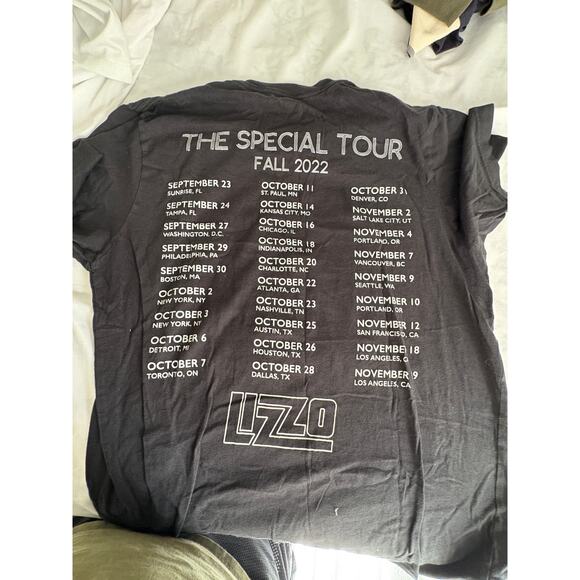 THE SPECIAL TOUR
FALL 2022
SEPTEMBER 23
SUNRISE, FL
SEPTEMBER 24
TAMPA, FL
SEPTEMBER 27
WASHINGTON, D.C.
SEPTEMBER 29
PHILADELPHIA, PA
SEPTEMBER 30
BOSTON, MA
OCTOBER 2
NEW YORK, NY
OCTOBER 3
NEW YORK, NY
OCTOBER 6
DETROIT, MI
OCTOBER 7
TORONTO, ON
OCTOBER 11
ST. PAUL, MN
OCTOBER 14
KANSAS CITY, MO
OCTOBER 16
CHICAGO, IL
OCTOBER 18
INDIANAPOLIS, IN
OCTOBER 20
CHARLOTTE, NC
OCTOBER 22
ATLANTA, GA
OCTOBER 23
NASHVILLE, TN
OCTOBER 25
AUSTIN, TX
OCTOBER 26
HOUSTON, TX
OCTOBER 28
DALLAS, TX
OCTOBER 31
DENVER, CO
NOVEMBER 2
SALT LAKE CITY, UT
NOVEMBER 4
PORTLAND, OR
NOVEMBER 7
VANCOUVER, BC
NOVEMBER 9
SEATTLE, WA
NOVEMBER 10
PORTLAND, OR
NOVEMBER 12
SAN FRANCISCO, CA
NOVEMBER 18
LOS ANGELES,
NOVEMBER
LOS ANGELES, CA
LIZZO